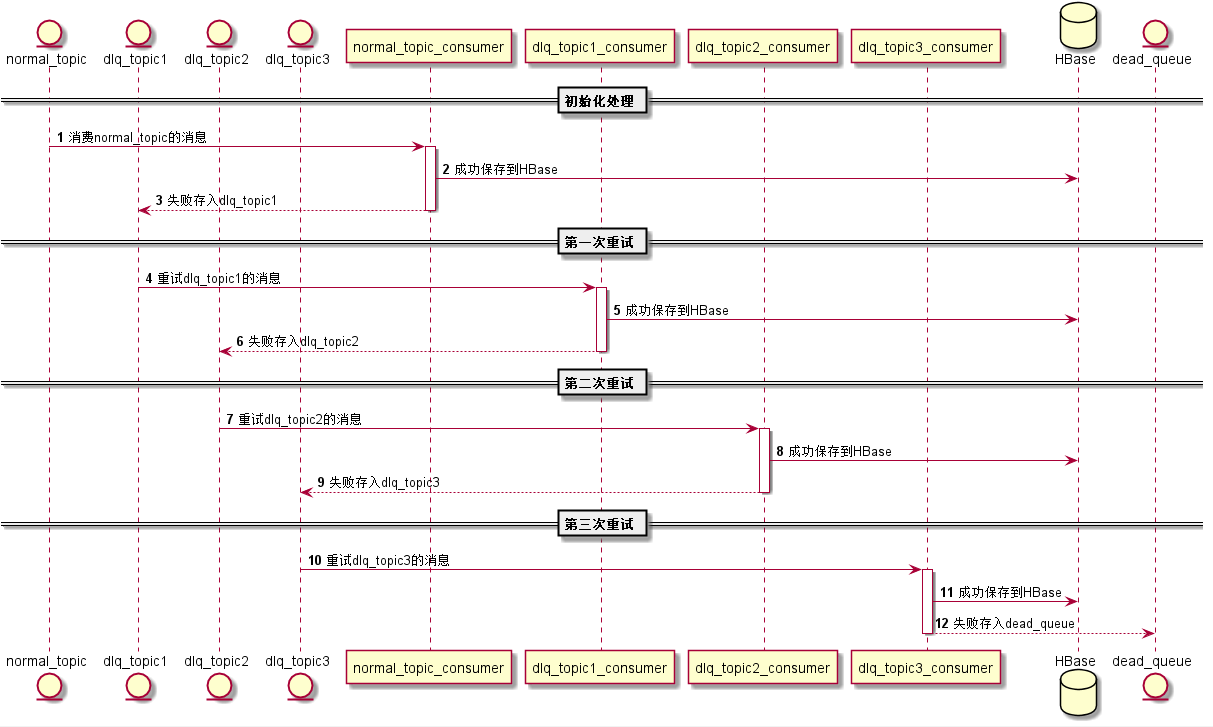 normal_topic
dlq_topic1
dlq_topic2
dlq_topic3
normal_topic_consumer
dlq_topic1_consumer
dlq_topic2_consumer
dlq_topic3_consumer
HBase
dead_queue
初始化处理
1 消费normal_topic的消息
2 成功保存到HBase
3 失败存入dlq_topic1
第一次重试
4 重试dlq_topic1的消息
5 成功保存到HBase
6 失败存入dlq_topic2
第二次重试
7 重试dlq_topic2的消息
8 成功保存到HBase
9 失败存入dlq_topic3
第三次重试
10 重试dlq_topic3的消息
11 成功保存到HBase
12 失败存入dead_queue
normal_topic
dlq_topic1
dlq_topic2
dlq_topic3
normal_topic_consumer
dlq_topic1_consumer
dlq_topic2_consumer
dlq_topic3_consumer
HBase
dead_queue